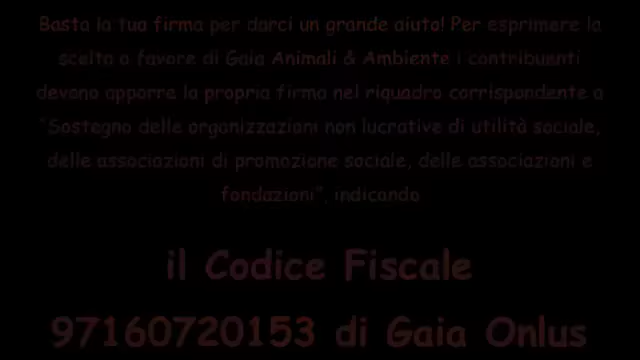 Basta la tua firma per darci un grande aiuto! Per esprimere la
scelta a favore di Gaia Animali & Ambiente i contribuenti
devono apporre la propria firma nel riquadro corrispondente a
"Sostegno delle organizzazioni non lucrative di utilità sociale,
delle associazioni di promozione sociale, delle associazioni e
fondazioni", indicando
il Codice Fiscale
97160720153 di Gaia Onlus